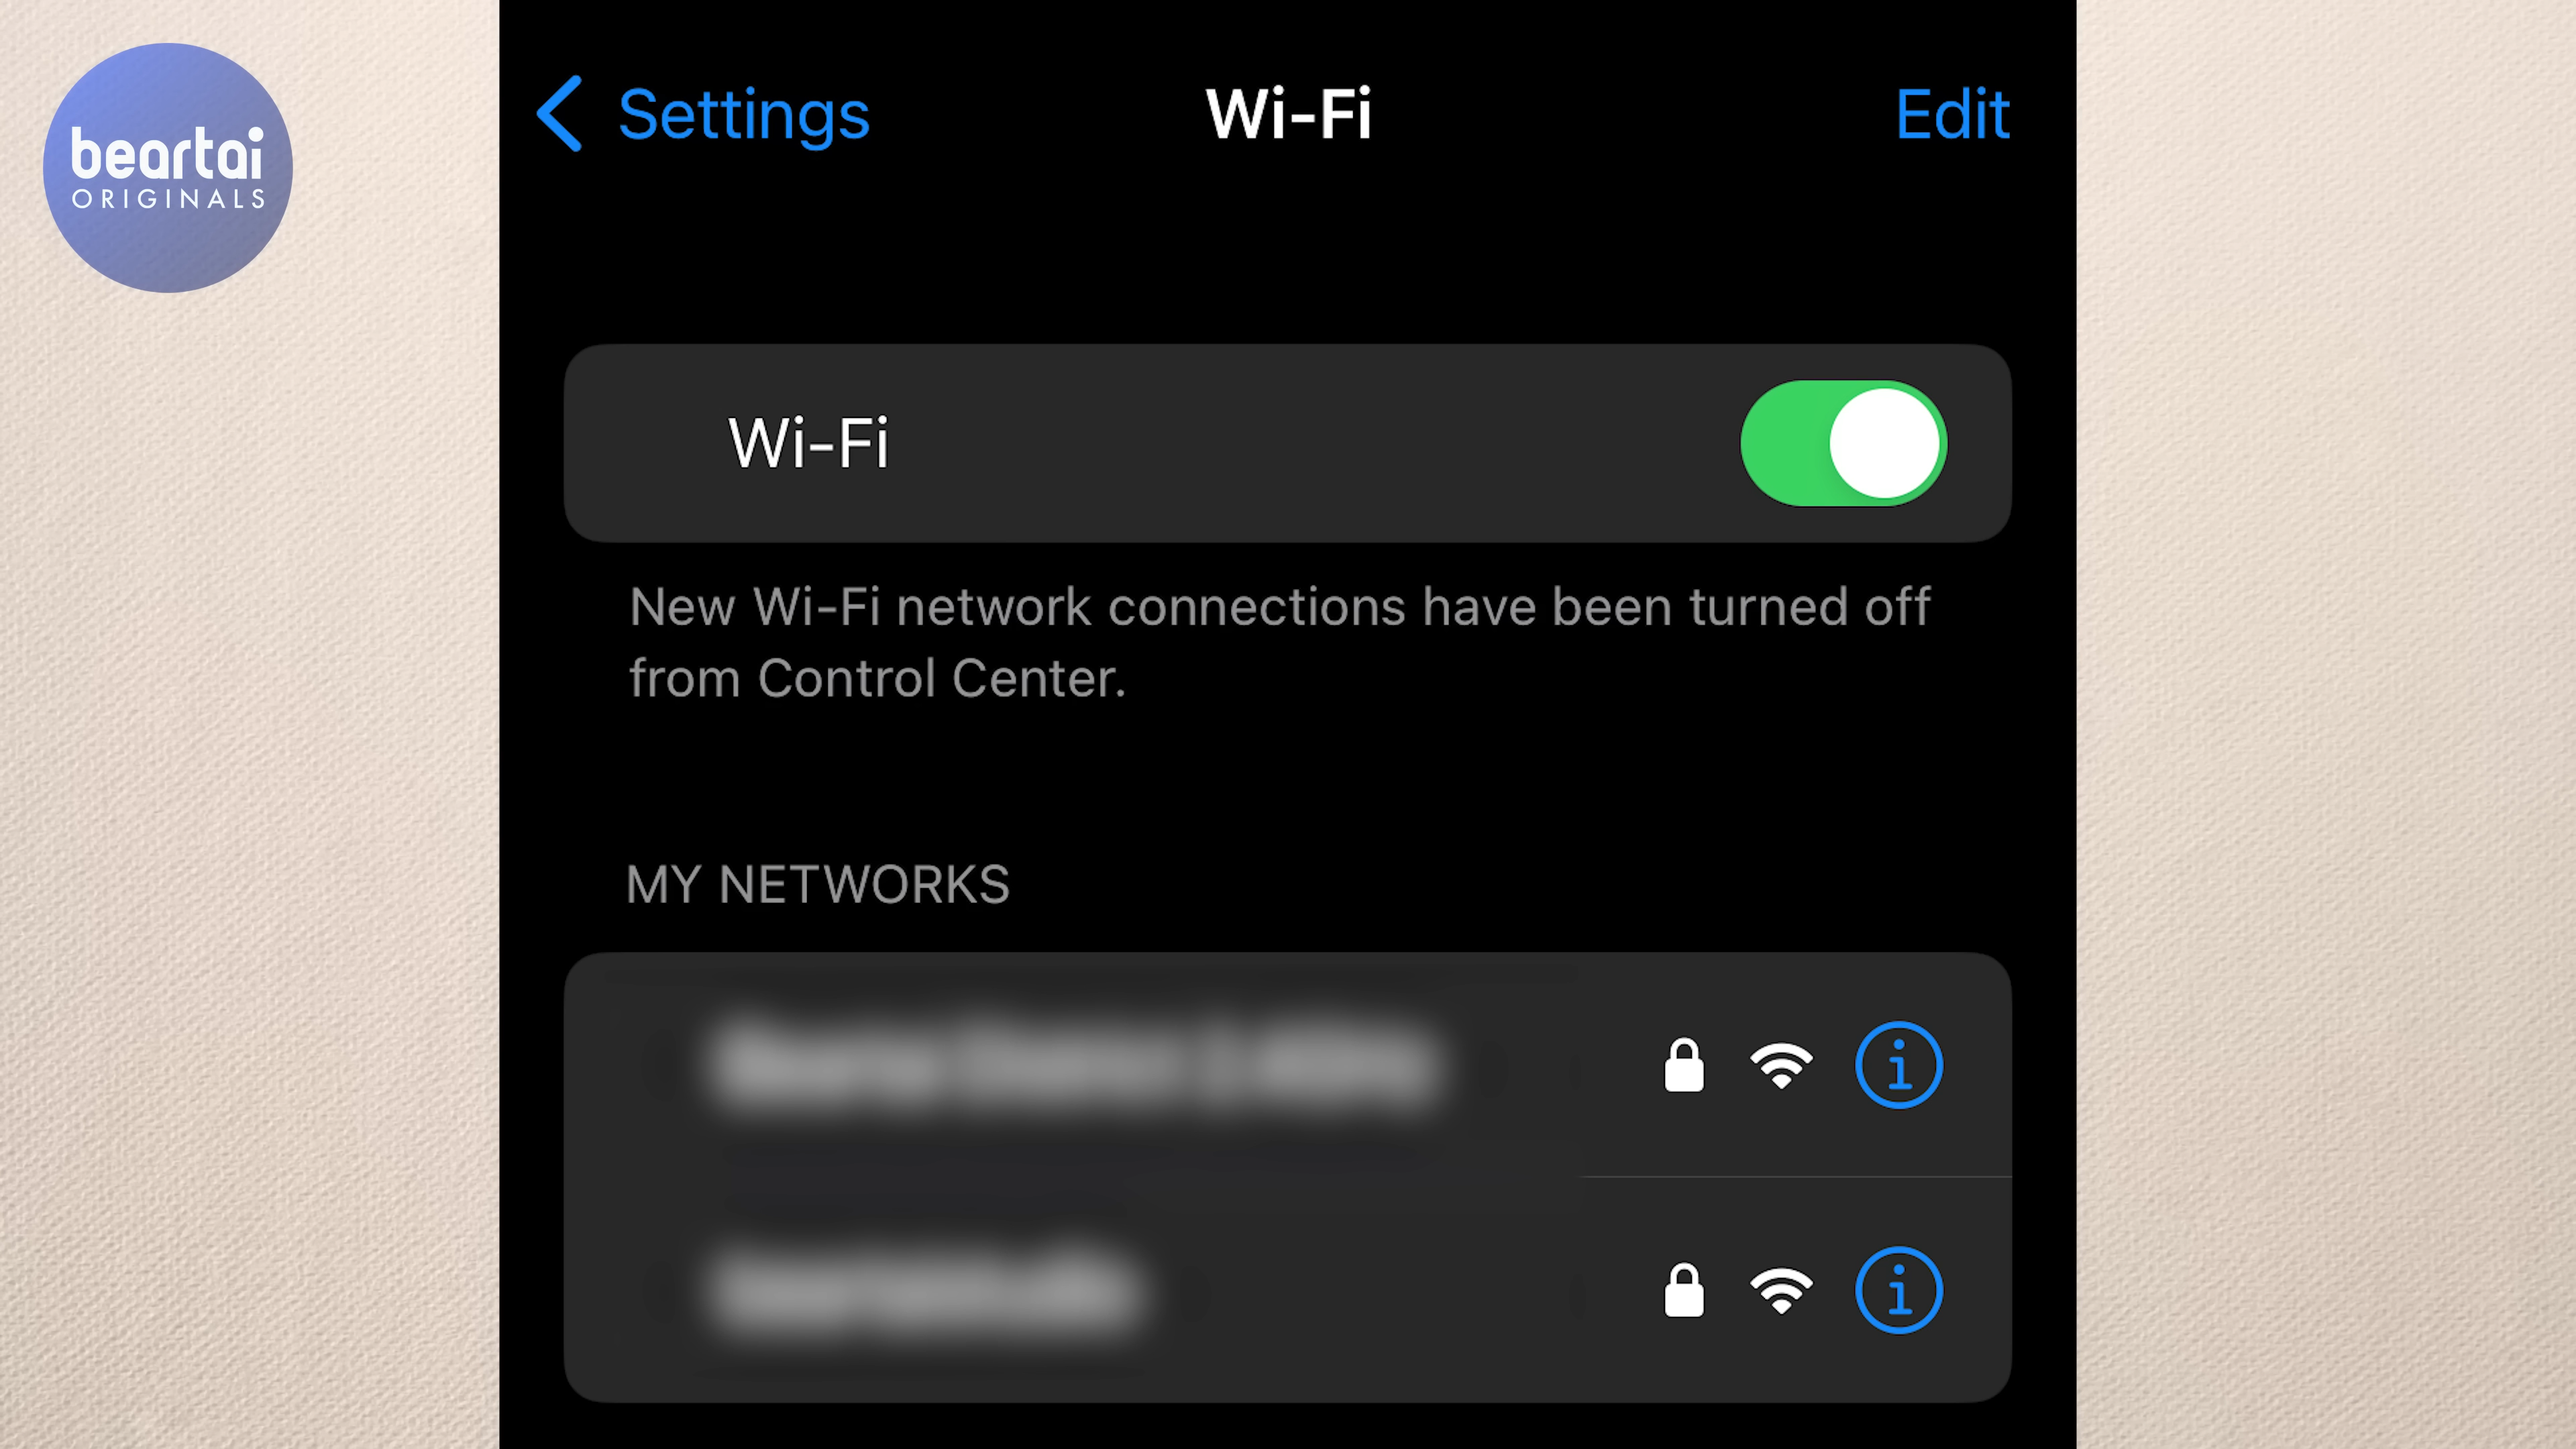 beartai
ORIGINALS
Settings
Wi-Fi
Edit
Wi-Fi
New Wi-Fi network connections have been turned off
from Control Center.
MY NETWORKS